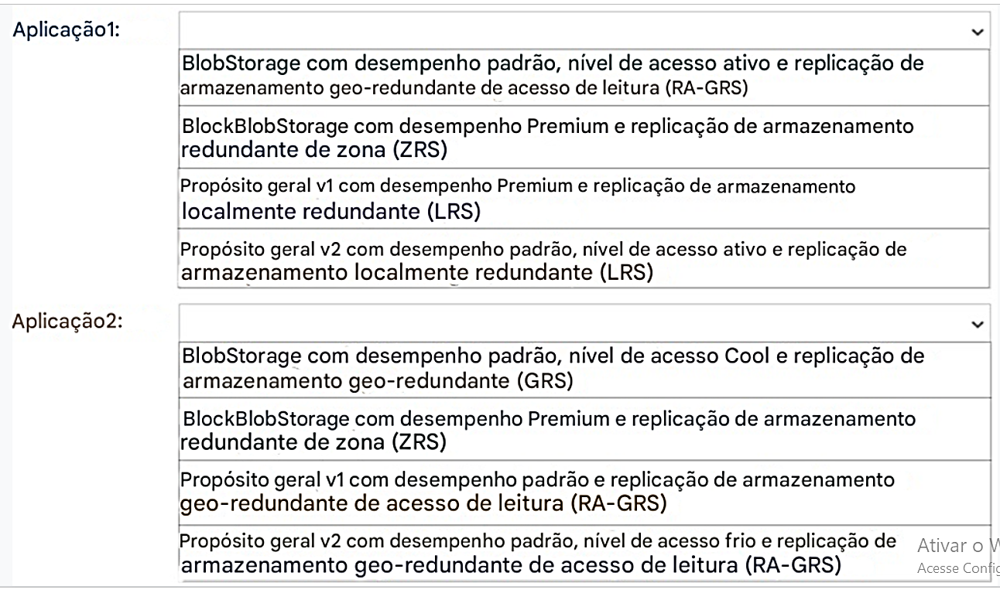 Aplicação1:
BlobStorage com desempenho padrão, nível de acesso ativo e replicação de
armazenamento geo-redundante de acesso de leitura (RA-GRS)
BlockBlobStorage com desempenho Premium e replicação de armazenamento
redundante de zona (ZRS)
Propósito geral v1 com desempenho Premium e replicação de armazenamento
localmente redundante (LRS)
Propósito geral v2 com desempenho padrão, nível de acesso ativo e replicação de
armazenamento localmente redundante (LRS)
Aplicação2:
BlobStorage com desempenho padrão, nível de acesso Cool e replicação de
armazenamento geo-redundante (GRS)
BlockBlobStorage com desempenho Premium e replicação de armazenamento
redundante de zona (ZRS)
Propósito geral v1 com desempenho padrão e replicação de armazenamento
geo-redundante de acesso de leitura (RA-GRS)
Propósito geral v2 com desempenho padrão, nível de acesso frio e replicação de
armazenamento geo-redundante de acesso de leitura (RA-GRS)
Ativar o
Acesse